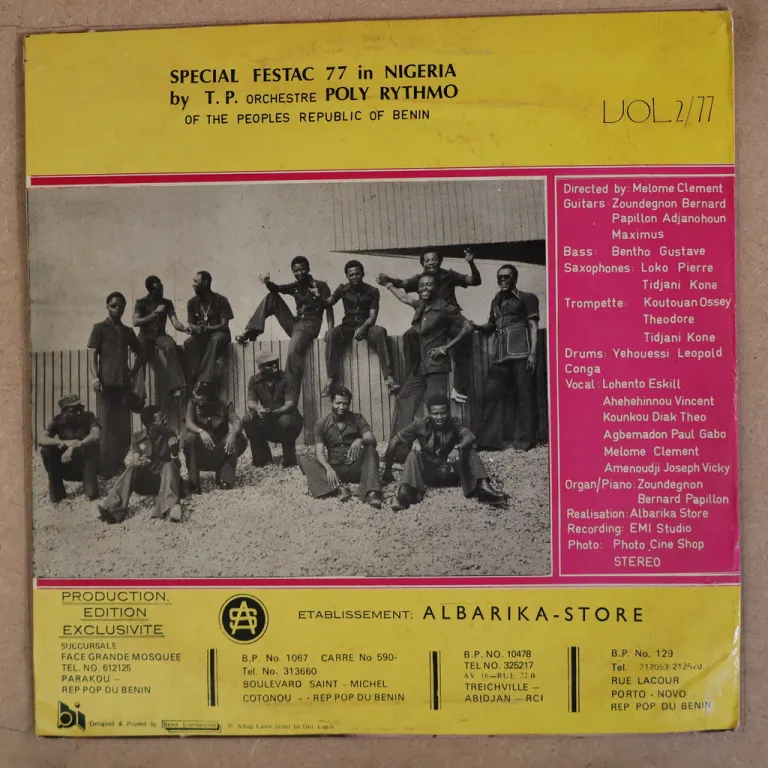 SPECIAL FESTAC 77 in NIGERIA
by T.P. ORCHESTRE POLY RYTHMO
OF THE PEOPLES REPUBLIC OF BENIN
VOL 2/77
Directed by: Melome Clement
Guitars: Zoundegnon Bernard
Papillon Adjanohoun
Maximus
Bass: Bentho Gustave
Saxophones: Loko Pierre
Tidjani Kone
Trompette: Koutouan Ossey
Theodore
Tidjani Kone
Drums: Yehouessi Leopold
Conga
Vocal: Lohento Eskill
Ahehehinnou Vincent
Kounkou Diak Theo
Agbemadon Paul Gabo
Melome Clement
Amenoudji Joseph Vicky
Organ/Piano: Zoundegnon
Bernard Papillon
Realisation: Albarika Store
Recording: EMI Studio
Photo: Photo Cine Shop
STEREO
PRODUCTION.
EDITION
EXCLUSIVITE
SUCCURSALE
FACE GRANDE MOSQUEE
TEL. NO. 612125
PARAKOU –
REP POP DU BENIN
AS
ETABLISSEMENT: ALBARIKA-STORE
B.P. No. 1067 - CARRE No 590-
Tel. No. 313660
BOULEVARD SAINT - MICHEL
COTONOU - - REP POP DU BENIN
B.P. NO. 10478
TEL NO. 325217
AV 16—RUE 22 B
TREICHVILLE –
ABIDJAN – RCI
B.P. No. 129
Tel.
RUE LACOUR
PORTO - NOVO
REP POP DU BENIN
bi
Designed & Printed by